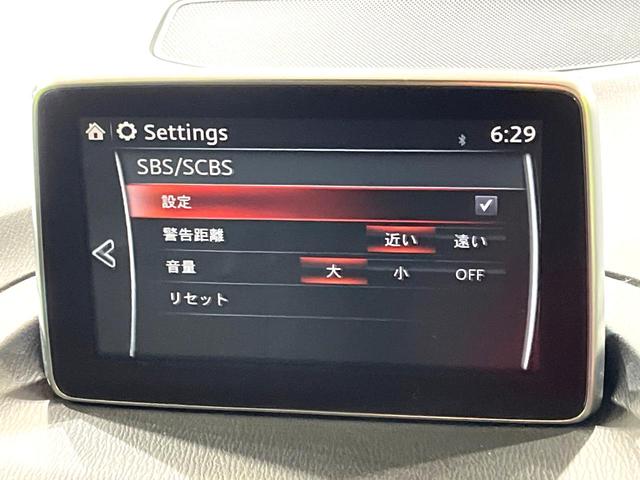 Settings 6:29
SBS/SCBS
設定
警告距離 近い 遠い
音量 大 小 OFF
リセット